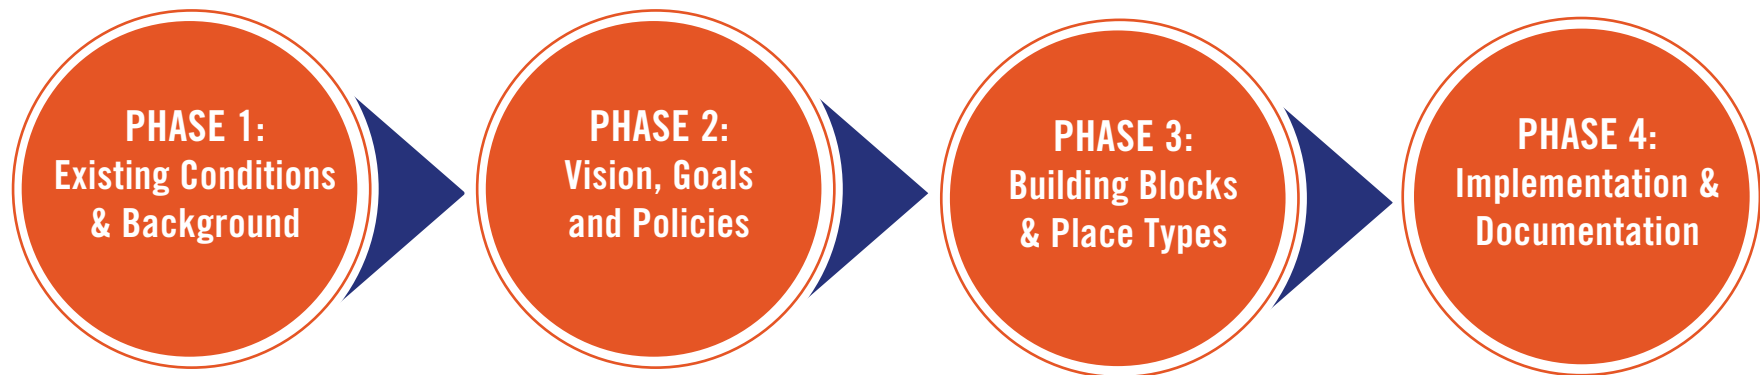 PHASE 1:
Existing Conditions
& Background
PHASE 2:
Vision, Goals
and Policies
PHASE 3:
Building Blocks
& Place Types
PHASE 4:
Implementation &
Documentation